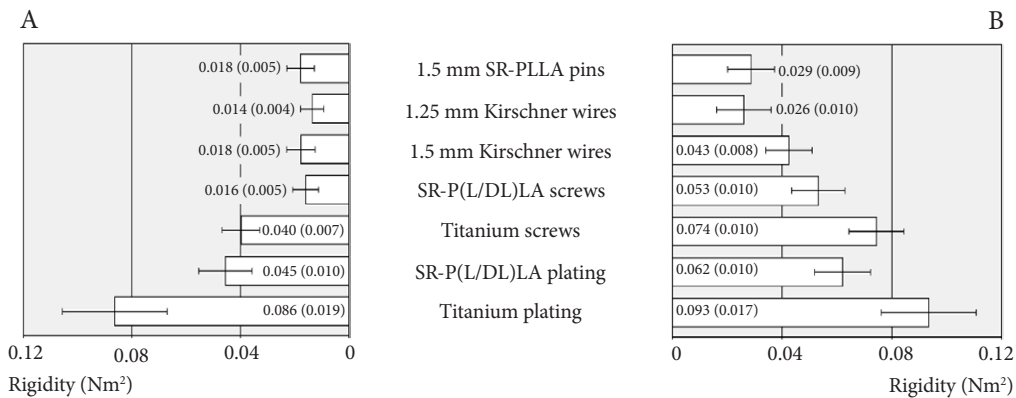 A B
0.018 (0.005) 1.5 mm SR-PLLA pins 0.029 (0.009)
0.014 (0.004) 1.25 mm Kirschner wires 0.026 (0.010)
0.018 (0.005) 1.5 mm Kirschner wires 0.043 (0.008)
0.016 (0.005) SR-P(L/DL)LA screws 0.053 (0.010)
0.040 (0.007) Titanium screws 0.074 (0.010)
0.045 (0.010) SR-P(L/DL)LA plating 0.062 (0.010)
0.086 (0.019) Titanium plating 0.093 (0.017)
0.12 0.08 0.04 0 0 0.04 0.08 0.12
Rigidity (Nm²) Rigidity (Nm²)